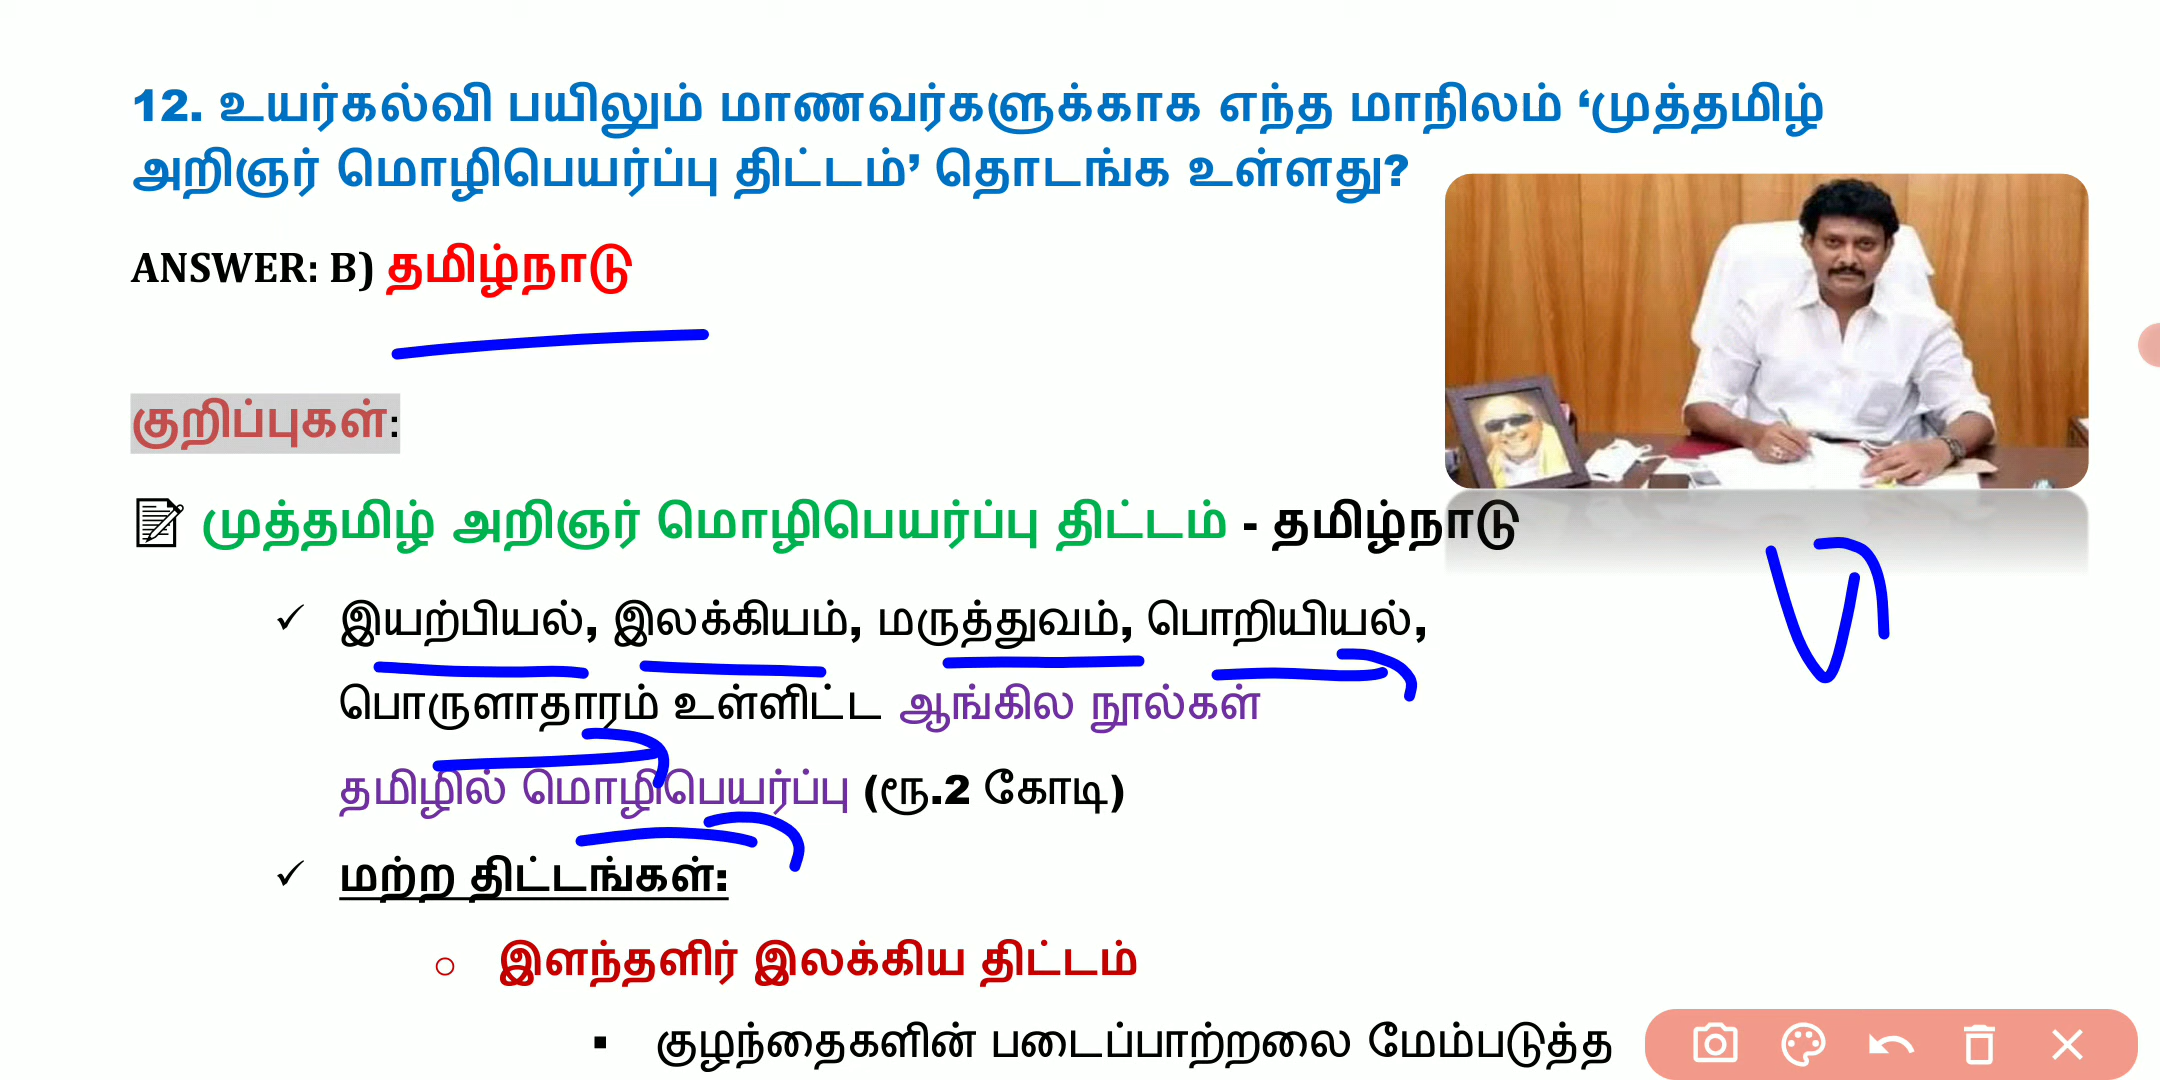 12. உயர்கல்வி பயிலும் மாணவர்களுக்காக எந்த மாநிலம் ‘முத்தமிழ்
அறிஞர் மொழிபெயர்ப்பு திட்டம்’ தொடங்க உள்ளது?
ANSWER: B) தமிழ்நாடு
குறிப்புகள்:
முத்தமிழ் அறிஞர் மொழிபெயர்ப்பு திட்டம் - தமிழ்நாடு
✓ இயற்பியல், இலக்கியம், மருத்துவம், பொறியியல்,
பொருளாதாரம் உள்ளிட்ட ஆங்கில நூல்கள்
தமிழில் மொழிபெயர்ப்பு (ரூ.2 கோடி)
✓ மற்ற திட்டங்கள்:
○ இளந்தளிர் இலக்கிய திட்டம்
▪ குழந்தைகளின் படைப்பாற்றலை மேம்படுத்த